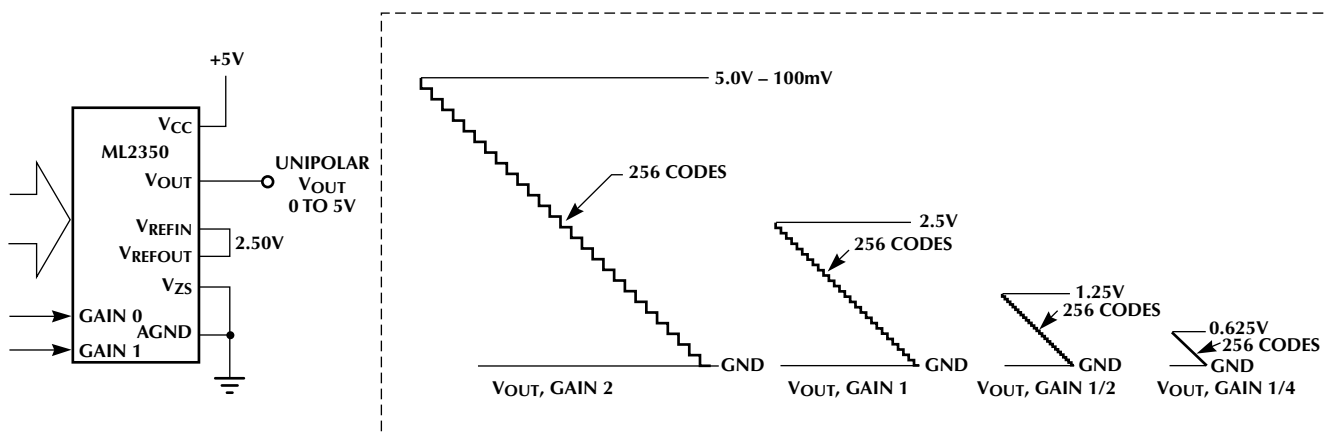 +5V
VCC
ML2350
VOUT
UNIPOLAR
VOUT
0 TO 5V
VREFIN
VREFOUT
2.50V
VZS
GAIN 0
AGND
GAIN 1
5.0V – 100mV
256 CODES
GND
VOUT, GAIN 2
2.5V
256 CODES
GND
VOUT, GAIN 1
1.25V
256 CODES
GND
VOUT, GAIN 1/2
0.625V
256 CODES
GND
VOUT, GAIN 1/4